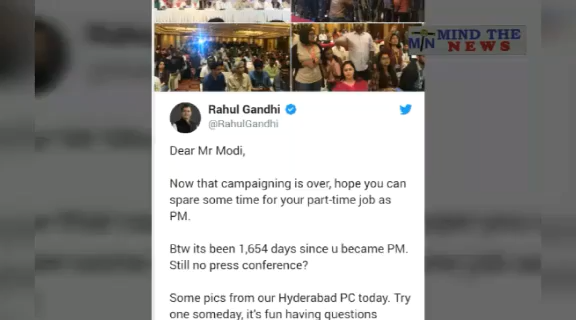 MIND THE
MTN NEWS
Rahul Gandhi
@RahulGandhi
Dear Mr Modi,
Now that campaigning is over, hope you can
spare some time for your part-time job as
PM.
Btw its been 1,654 days since u became PM.
Still no press conference?
Some pics from our Hyderabad PC today. Try
one someday, it's fun having questions